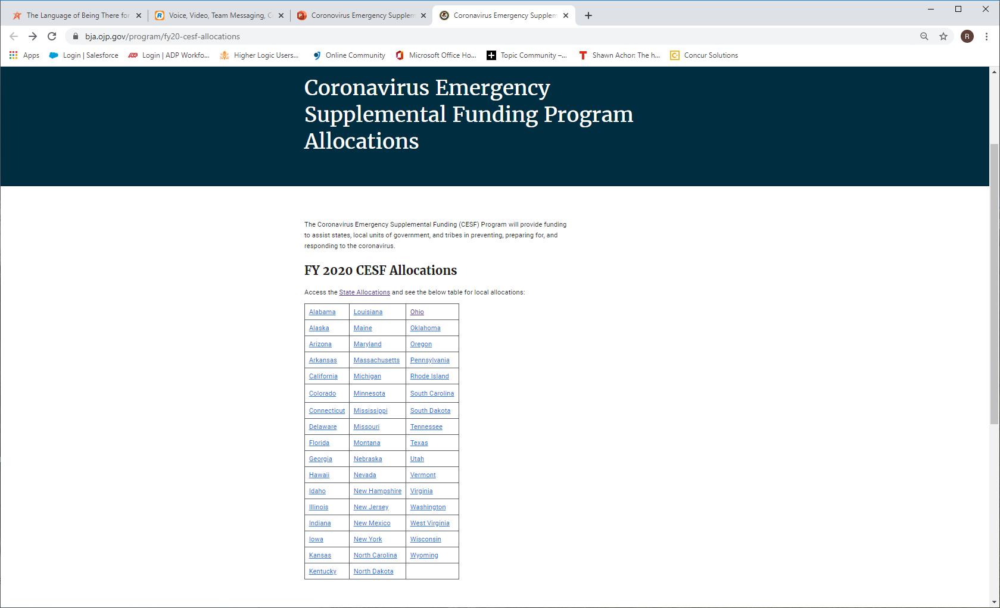 The Language of Being There for
Voice, Video, Team Messaging, C
Coronovirus Emergency Supplem
Coronavirus Emergency Supplem
bja.ojp.gov/program/fy20-cesf-allocations
R
Apps
Login | Salesforce
Login | ADP Workfo...
Higher Logic Users...
Online Community
Microsoft Office Ho...
Topic Community –...
Shawn Achor: The h...
Concur Solutions
Coronavirus Emergency
Supplemental Funding Program
Allocations
The Coronavirus Emergency Supplemental Funding (CESF) Program will provide funding
to assist states, local units of government, and tribes in preventing, preparing for, and
responding to the coronavirus.
FY 2020 CESF Allocations
Access the State Allocations and see the below table for local allocations:
Alabama Louisiana Ohio
Alaska Maine Oklahoma
Arizona Maryland Oregon
Arkansas Massachusetts Pennsylvania
California Michigan Rhode Island
Colorado Minnesota South Carolina
Connecticut Mississippi South Dakota
Delaware Missouri Tennessee
Florida Montana Texas
Georgia Nebraska Utah
Hawaii Nevada Vermont
Idaho New Hampshire Virginia
Illinois New Jersey Washington
Indiana New Mexico West Virginia
Iowa New York Wisconsin
Kansas North Carolina Wyoming
Kentucky North Dakota